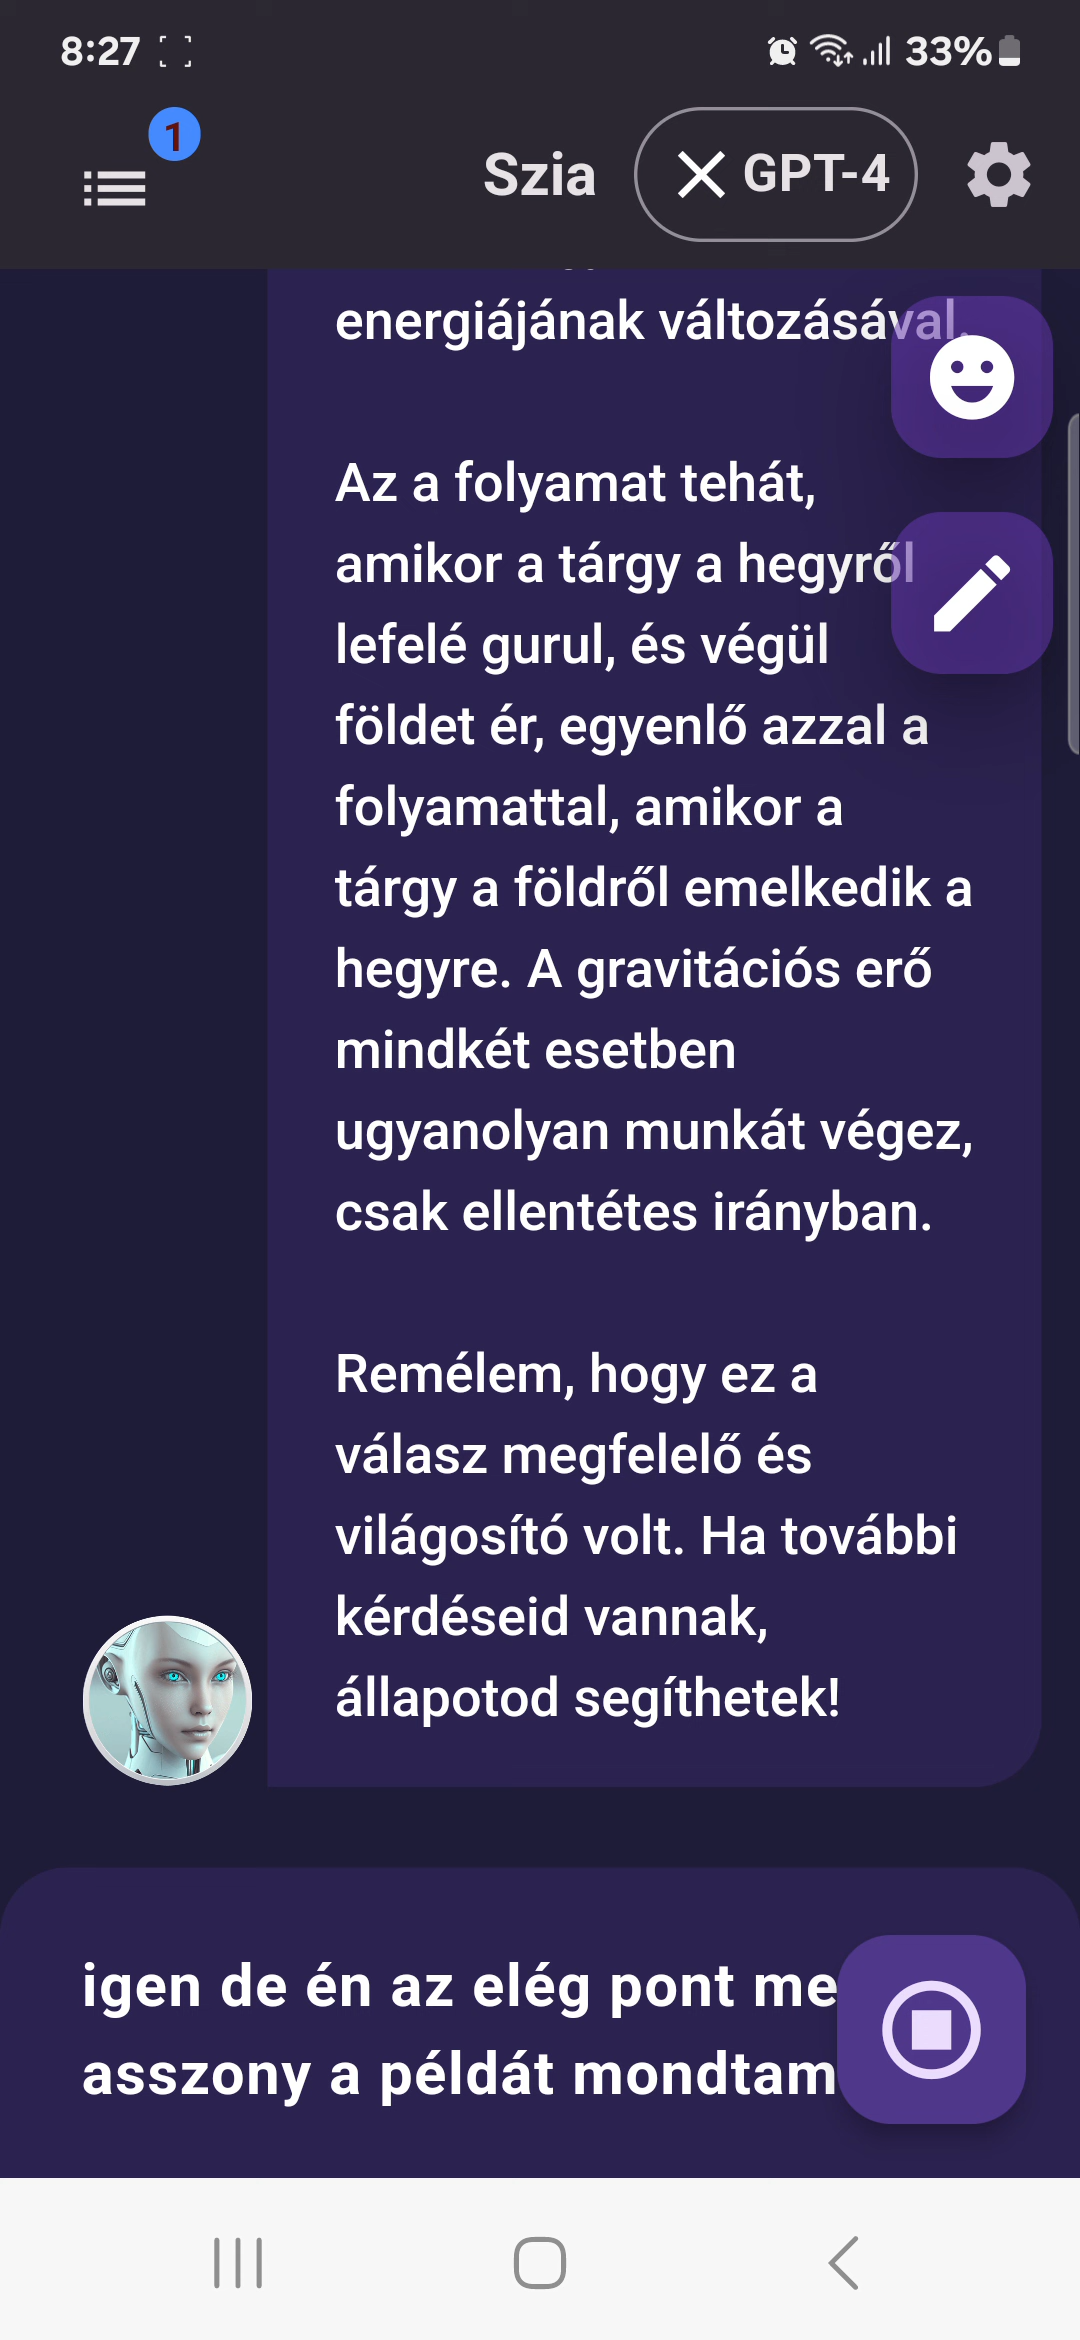 8:27
33%
1
Szia
GPT-4
energiájának változásával.
Az a folyamat tehát,
amikor a tárgy a hegyről
lefelé gurul, és végül
földet ér, egyenlő azzal a
folyamattal, amikor a
tárgy a földről emelkedik a
hegyre. A gravitációs erő
mindkét esetben
ugyanolyan munkát végez,
csak ellentétes irányban.
Remélem, hogy ez a
válasz megfelelő és
világosító volt. Ha további
kérdéseid vannak,
állapotod segíthetek!
igen de én az elég pont me
asszony a példát mondtam